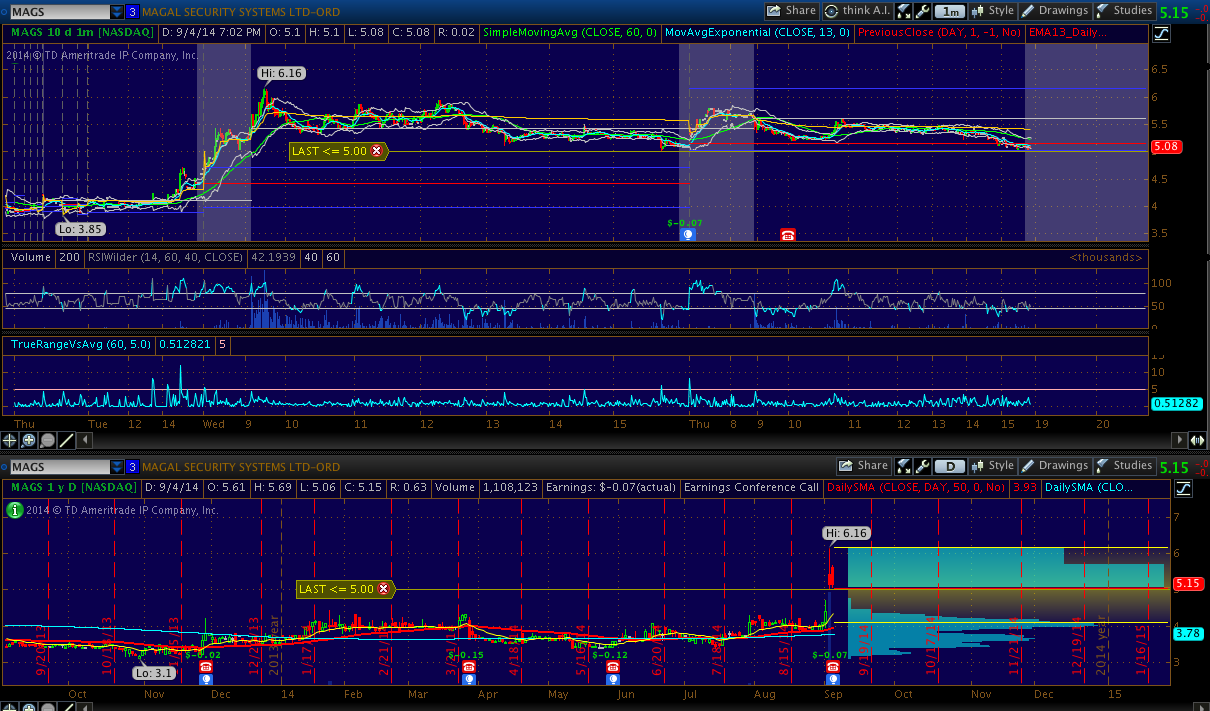 MAGS 3 MAGAL SECURITY SYSTEMS LTD-ORD Share think A.I. 1m Style Drawings Studies 5.15
MAGS 10 d 1m [NASDAQ] D: 9/4/14 7:02 PM O: 5.1 H: 5.1 L: 5.08 C: 5.08 R: 0.02 SimpleMovingAvg (CLOSE, 60, 0) MovAvgExponential (CLOSE, 13, 0) PreviousClose (DAY, 1, -1, No) EMA13_Daily...
2014 © TD Ameritrade IP Company, Inc.
Hi: 6.16
6.5
6
5.5
LAST <= 5.00
5.08
4.5
4
Lo: 3.85
$-0.07
3.5
Volume 200 RSIWilder (14, 60, 40, CLOSE) 42.1939 40 60 <thousands>
100
50
0
TrueRangeVsAvg (60, 5.0) 0.512821 5
15
10
5
0.51282
Thu Tue 12 14 Wed 9 10 11 12 13 14 15 Thu 8 9 10 11 12 13 14 15 19 20
MAGS 3 MAGAL SECURITY SYSTEMS LTD-ORD Share D Style Drawings Studies 5.15
MAGS 1 y D [NASDAQ] D: 9/4/14 O: 5.61 H: 5.69 L: 5.06 C: 5.15 R: 0.63 Volume 1,108,123 Earnings: $-0.07(actual) Earnings Conference Call DailySMA (CLOSE, DAY, 50, 0, No) 3.93 DailySMA (CLO...
2014 © TD Ameritrade IP Company, Inc.
7
Hi: 6.16
6
LAST <= 5.00
5.15
4
3.78
3
9/20/13 10/18/13 12/20/13 2013 year 1/17/14 2/21/14 3/21/14 4/18/14 5/16/14 6/20/14 7/18/14 8/15/14 9/19/14 10/17/14 11/21/14 12/19/14 2014 year 1/16/15
$-0.02 $-0.15 $-0.12 $-0.07
Lo: 3.1
Oct Nov Dec 14 Feb Mar Apr May Jun Jul Aug Sep Oct Nov Dec 15